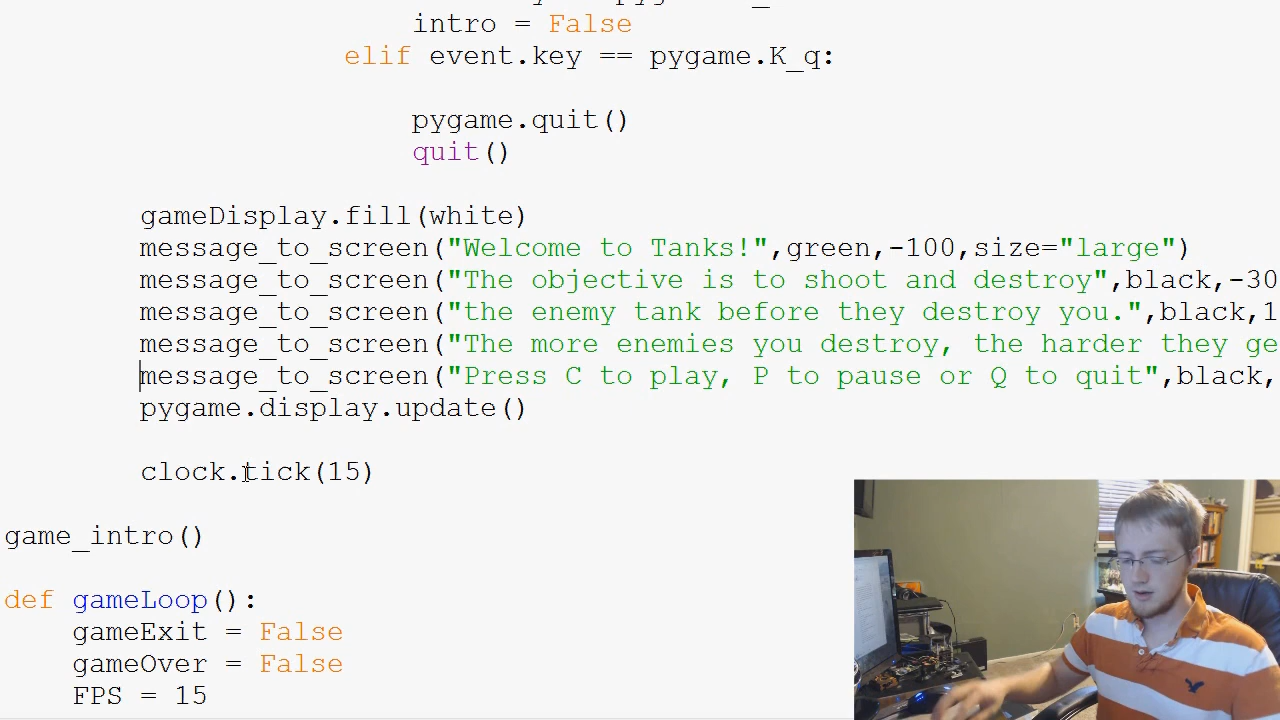 intro = False
elif event.key == pygame.K_q:
pygame.quit()
quit()
gameDisplay.fill(white)
message_to_screen("Welcome to Tanks!",green,-100,size="large")
message_to_screen("The objective is to shoot and destroy",black,-30
message_to_screen("the enemy tank before they destroy you.",black,1
message_to_screen("The more enemies you destroy, the harder they ge
message_to_screen("Press C to play, P to pause or Q to quit",black,
pygame.display.update()
clock.tick(15)
game_intro()
def gameLoop():
gameExit = False
gameOver = False
FPS = 15